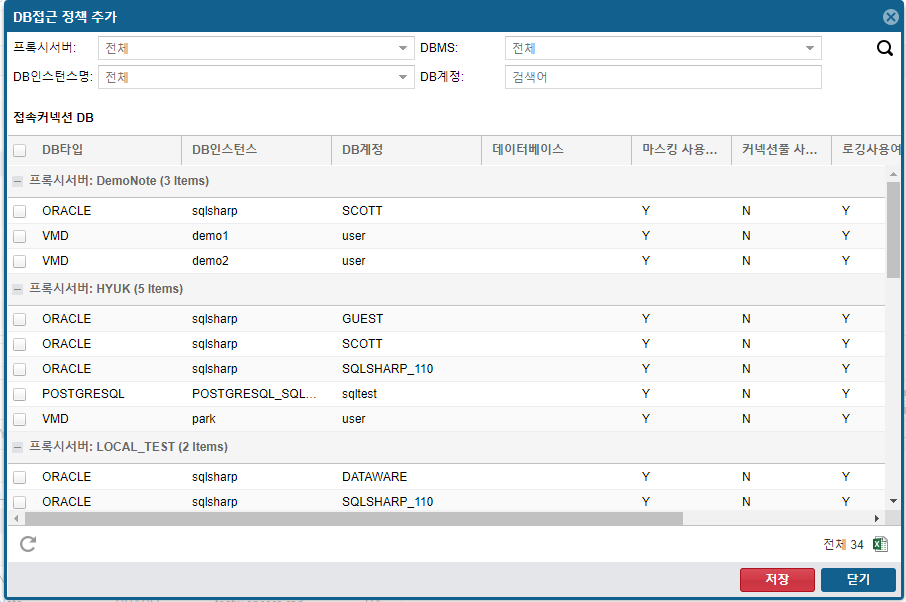 DB접근 정책 추가
프록시서버: 전체 DBMS: 전체
DB인스턴스명: 전체 DB계정: 검색어
접속커넥션 DB
DB타입 DB인스턴스 DB계정 데이터베이스 마스킹 사용... 커넥션풀 사... 로깅사용여
프록시서버: DemoNote (3 Items)
ORACLE sqlsharp SCOTT Y N Y
VMD demo1 user Y N Y
VMD demo2 user Y N Y
프록시서버: HYUK (5 Items)
ORACLE sqlsharp GUEST Y N Y
ORACLE sqlsharp SCOTT Y N Y
ORACLE sqlsharp SQLSHARP_110 Y N Y
POSTGRESQL POSTGRESQL_SQL... sqltest Y N Y
VMD park user Y N Y
프록시서버: LOCAL_TEST (2 Items)
ORACLE sqlsharp DATAWARE Y N Y
ORACLE sqlsharp SQLSHARP_110 Y N Y
전체 34
저장 닫기